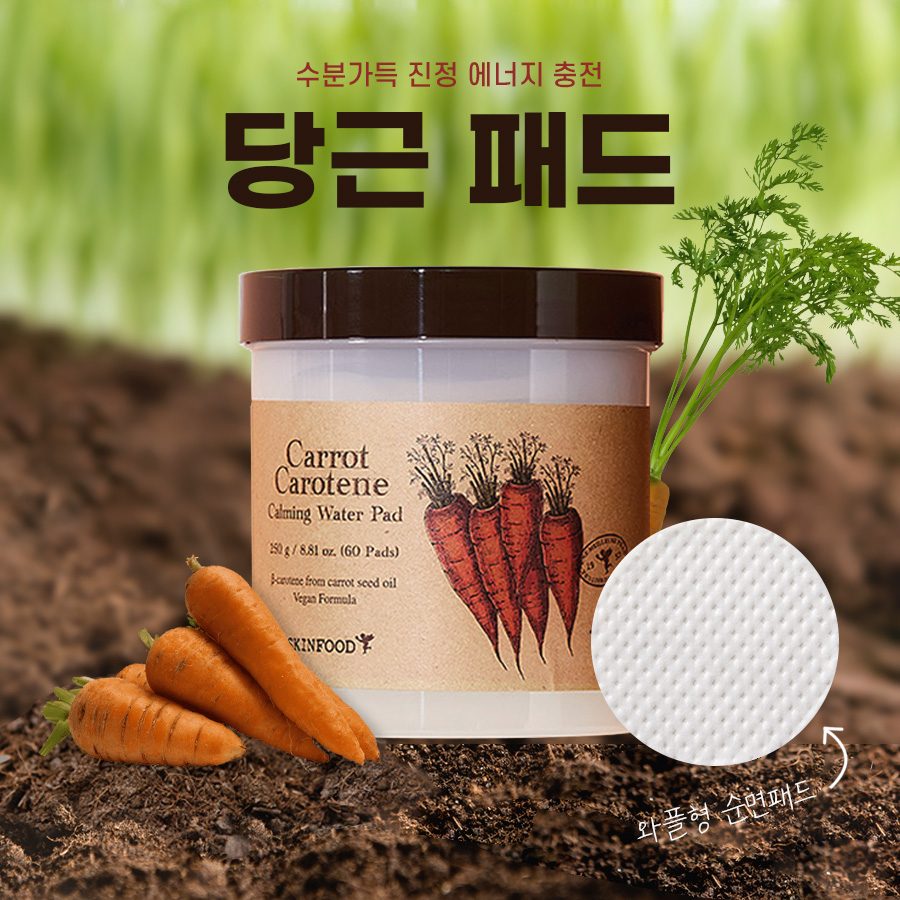 수분가득 진정 에너지 충전
당근 패드
Carrot
Carotene
Calming Water Pad
250 g / 8.81 oz. (60 Pads)
β-carotene from carrot seed oil
Vegan Formula
SKINFOOD
와플형 순면패드